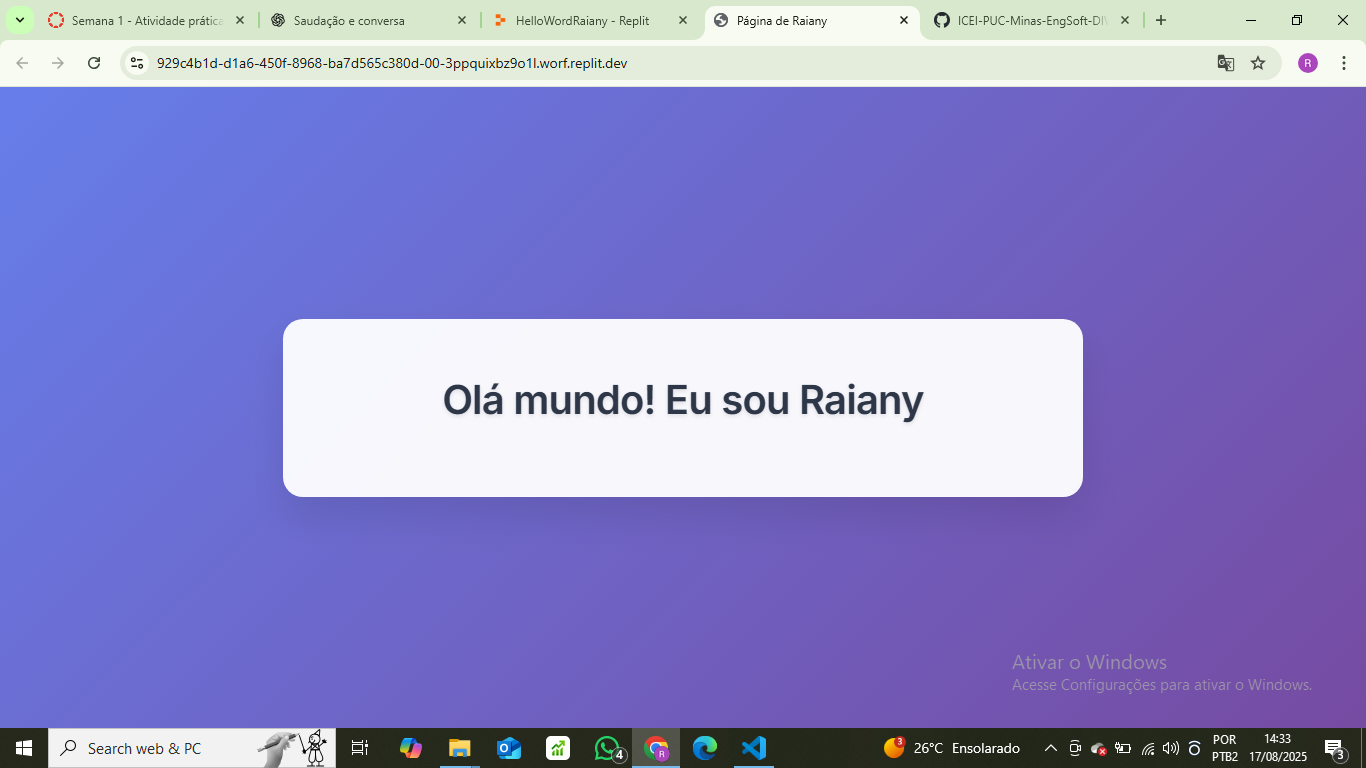 Semana 1 - Atividade prática
Saudação e conversa
HelloWordRaiany - Replit
Página de Raiany
ICEI-PUC-Minas-EngSoft-DIV
929c4b1d-d1a6-450f-8968-ba7d565c380d-00-3ppquixbz9o1l.worf.replit.dev
R
Olá mundo! Eu sou Raiany
Ativar o Windows
Acesse Configurações para ativar o Windows.
Search web & PC
4
R
3
26°C Ensolarado
POR
PTB2
14:33
17/08/2025
3